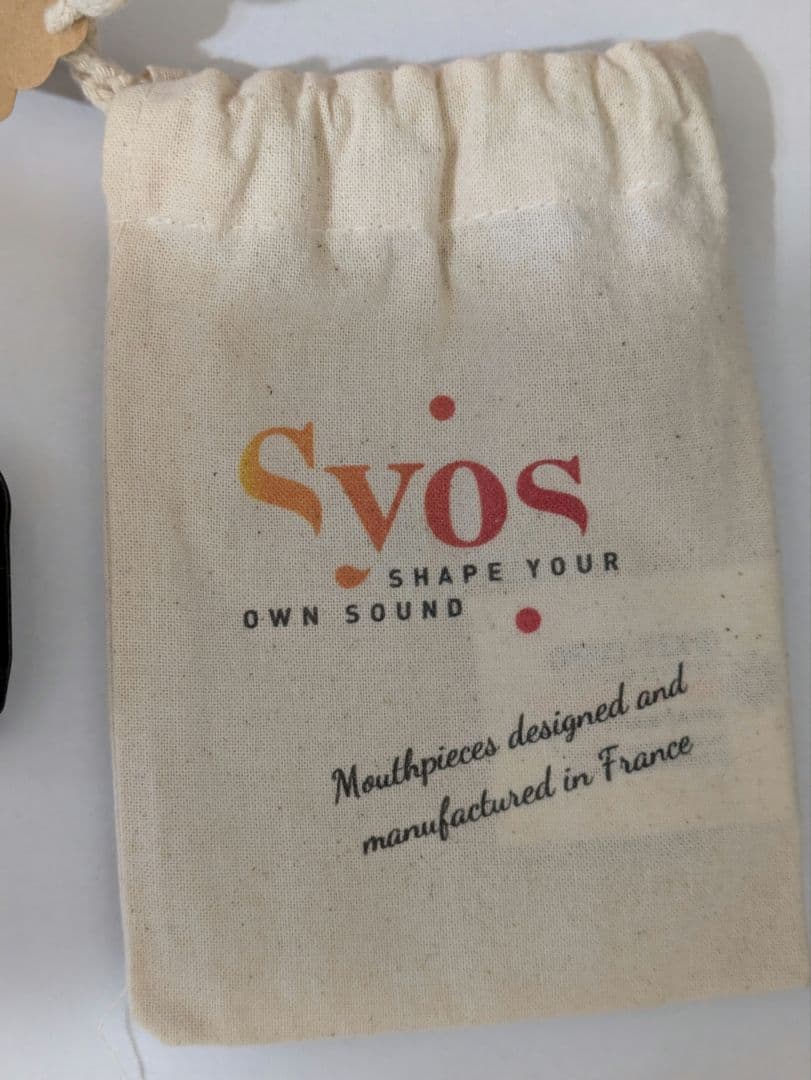 Syos
SHAPE YOUR
OWN SOUND
Mouthpieces designed and
manufactured in France